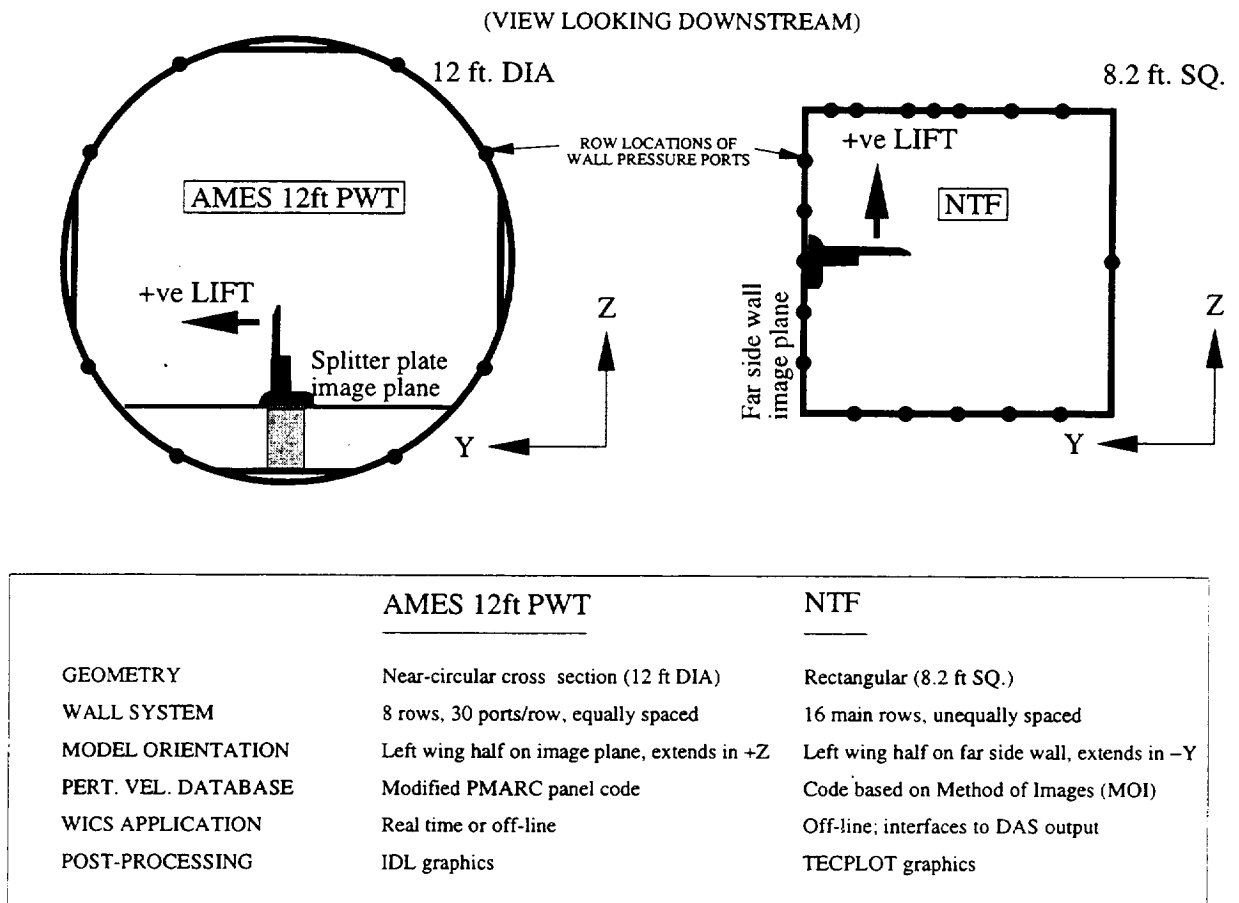 (VIEW LOOKING DOWNSTREAM)
12 ft. DIA
8.2 ft. SQ.
ROW LOCATIONS OF
WALL PRESSURE PORTS
+ve LIFT
AMES 12ft PWT
NTF
+ve LIFT
Splitter plate
image plane
Z
Y
Far side wall
image plane
Z
Y
AMES 12ft PWT NTF
GEOMETRY Near-circular cross section (12 ft DIA) Rectangular (8.2 ft SQ.)
WALL SYSTEM 8 rows, 30 ports/row, equally spaced 16 main rows, unequally spaced
MODEL ORIENTATION Left wing half on image plane, extends in +Z Left wing half on far side wall, extends in –Y
PERT. VEL. DATABASE Modified PMARC panel code Code based on Method of Images (MOI)
WICS APPLICATION Real time or off-line Off-line; interfaces to DAS output
POST-PROCESSING IDL graphics TECPLOT graphics